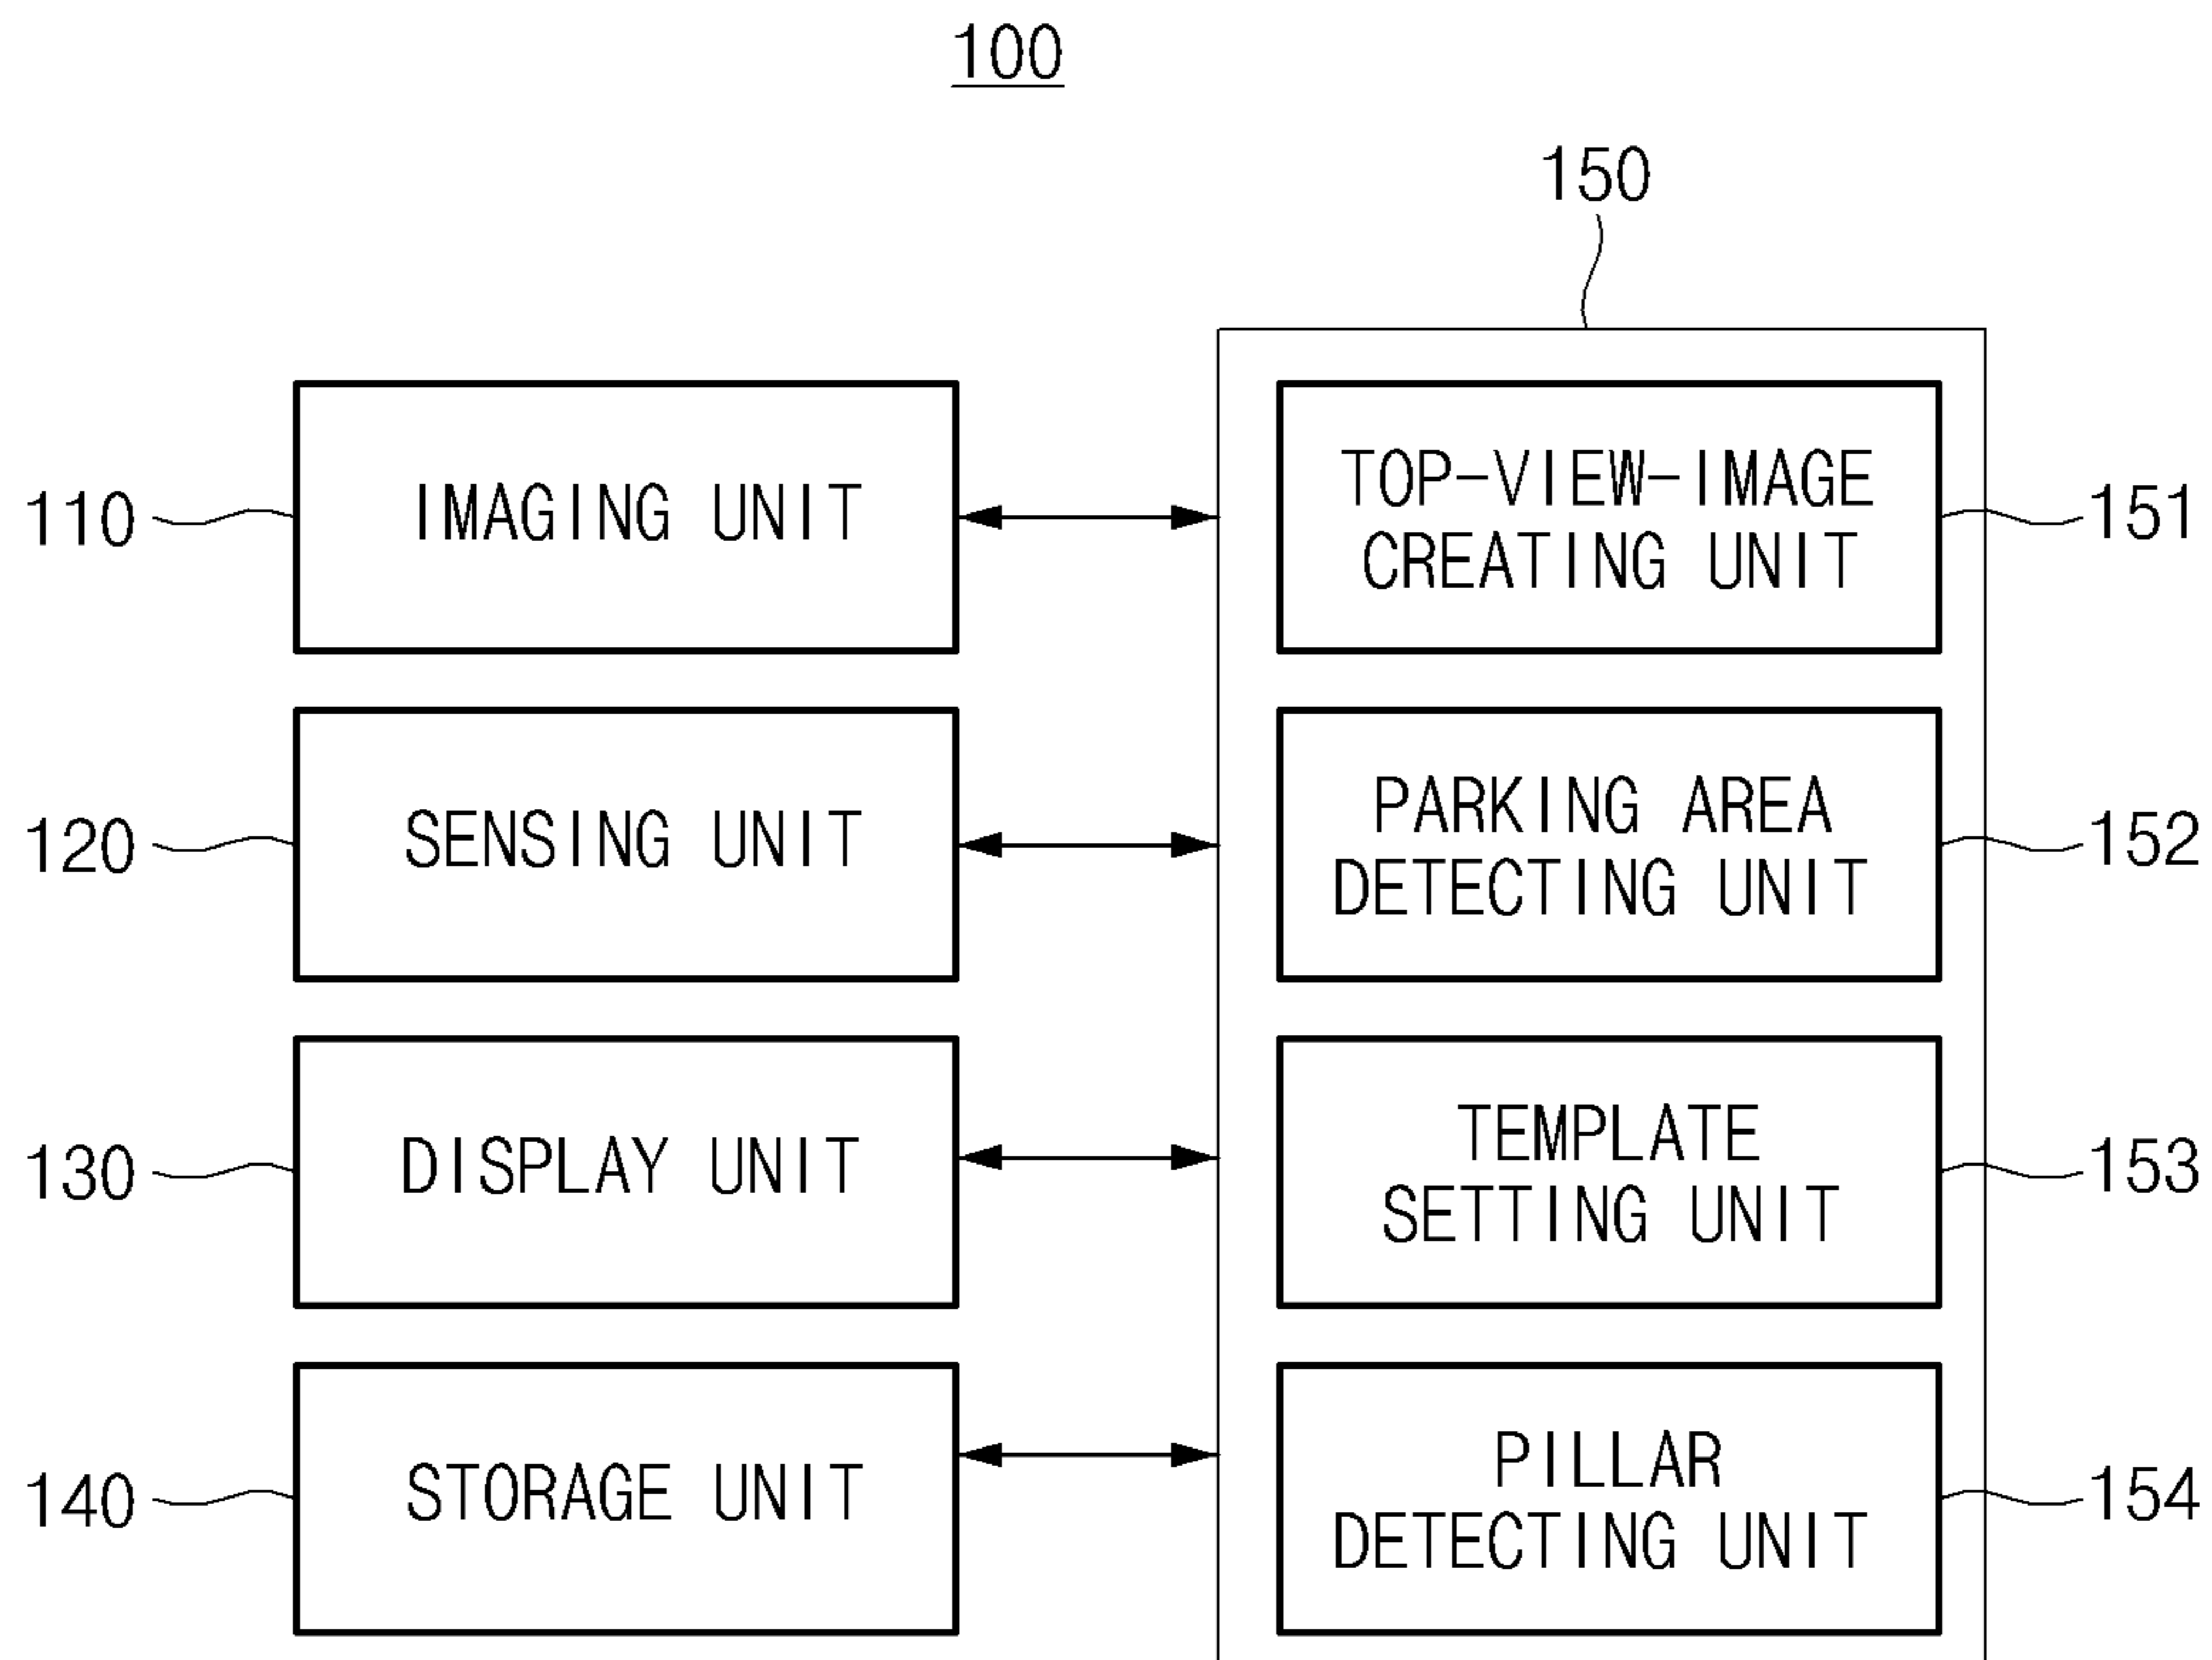 100
150
110
IMAGING UNIT
TOP-VIEW-IMAGE
CREATING UNIT
151
120
SENSING UNIT
PARKING AREA
DETECTING UNIT
152
130
DISPLAY UNIT
TEMPLATE
SETTING UNIT
153
140
STORAGE UNIT
PILLAR
DETECTING UNIT
154